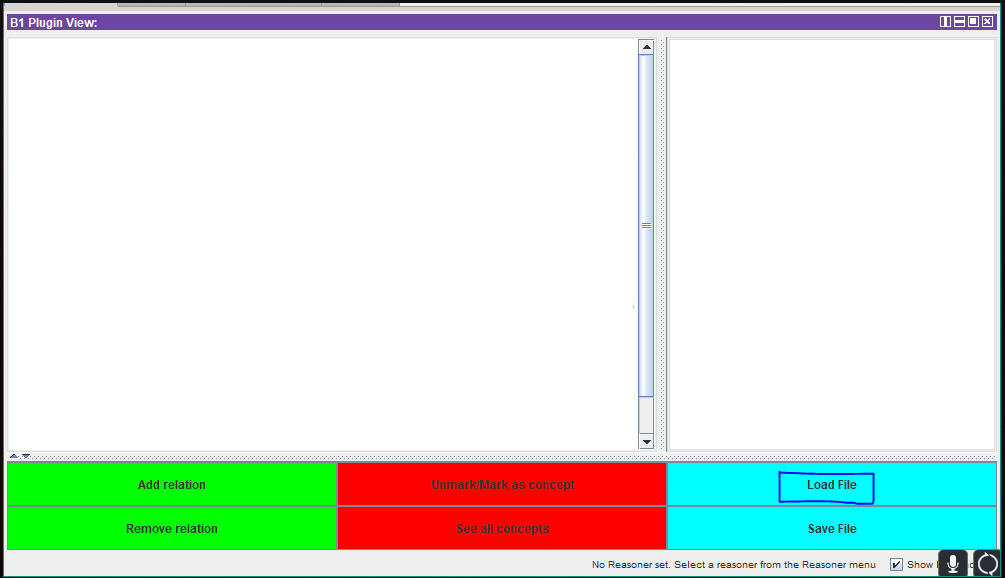 B1 Plugin View:
Add relation
Unmark/Mark as concept
Load File
Remove relation
See all concepts
Save File
No Reasoner set. Select a reasoner from the Reasoner menu
Show